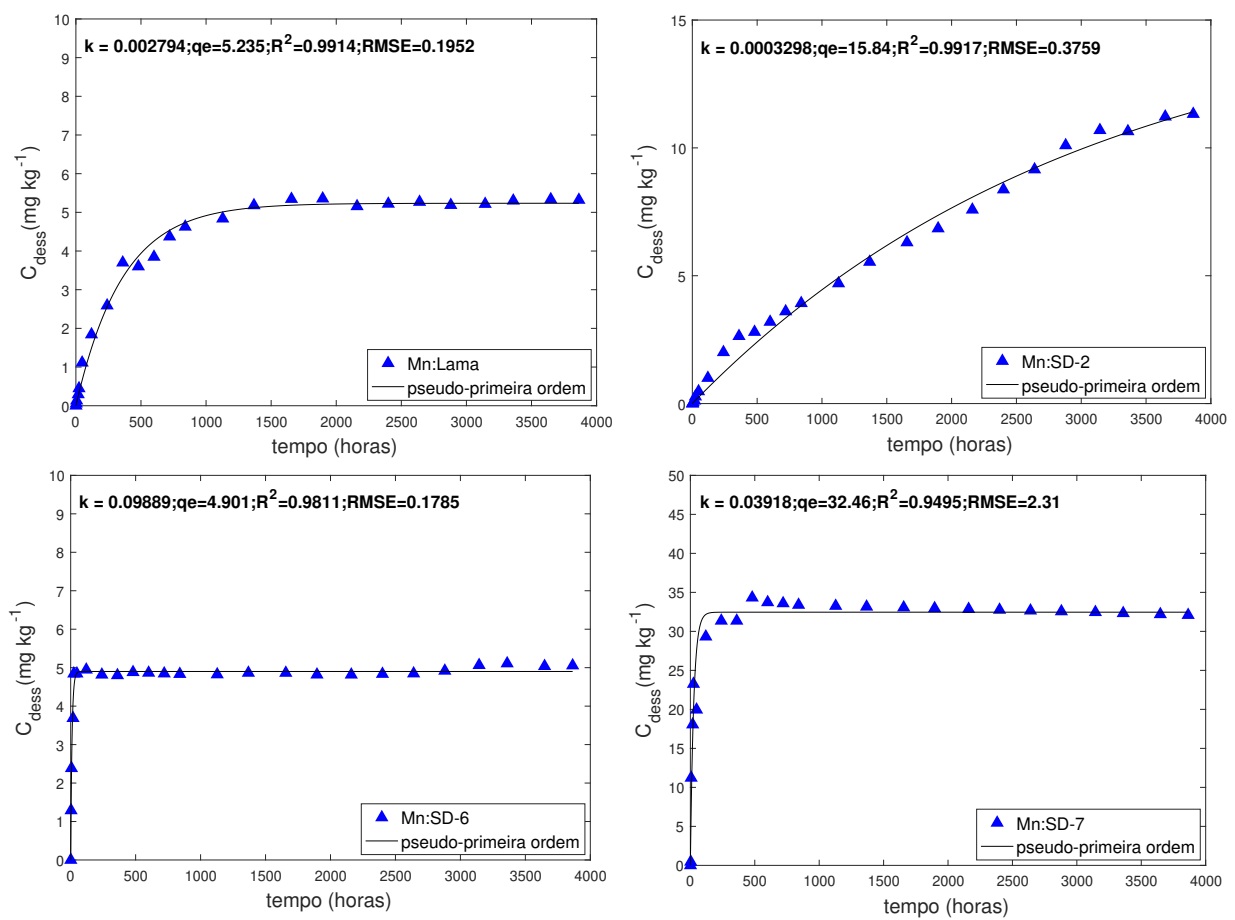 k = 0.002794;qe=5.235;R²=0.9914;RMSE=0.1952
10
9
8
7
6
5
4
3
2
1
0
C_dess(mg kg⁻¹)
Mn:Lama
pseudo-primeira ordem
0 500 1000 1500 2000 2500 3000 3500 4000
tempo (horas)
k = 0.0003298;qe=15.84;R²=0.9917;RMSE=0.3759
15
10
5
0
C_dess(mg kg⁻¹)
Mn:SD-2
pseudo-primeira ordem
0 500 1000 1500 2000 2500 3000 3500 4000
tempo (horas)
k = 0.09889;qe=4.901;R²=0.9811;RMSE=0.1785
10
9
8
7
6
5
4
3
2
1
0
C_dess(mg kg⁻¹)
Mn:SD-6
pseudo-primeira ordem
0 500 1000 1500 2000 2500 3000 3500 4000
tempo (horas)
k = 0.03918;qe=32.46;R²=0.9495;RMSE=2.31
50
45
40
35
30
25
20
15
10
5
0
C_dess(mg kg⁻¹)
Mn:SD-7
pseudo-primeira ordem
0 500 1000 1500 2000 2500 3000 3500 4000
tempo (horas)